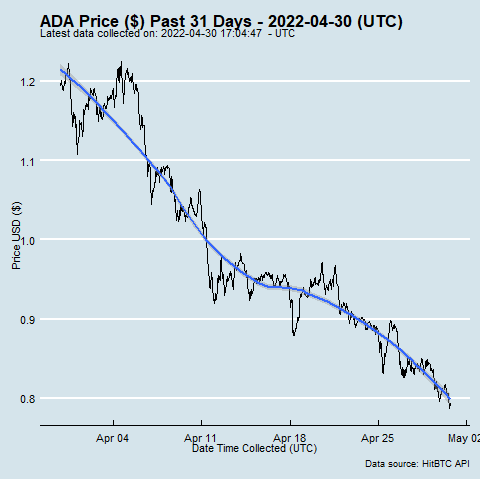 ADA Price ($) Past 31 Days - 2022-04-30 (UTC)
Latest data collected on: 2022-04-30 17:04:47  - UTC
1.2
1.1
1.0
0.9
0.8
Price USD ($)
Apr 04
Apr 11
Apr 18
Apr 25
May 02
Date Time Collected (UTC)
Data source: HitBTC API